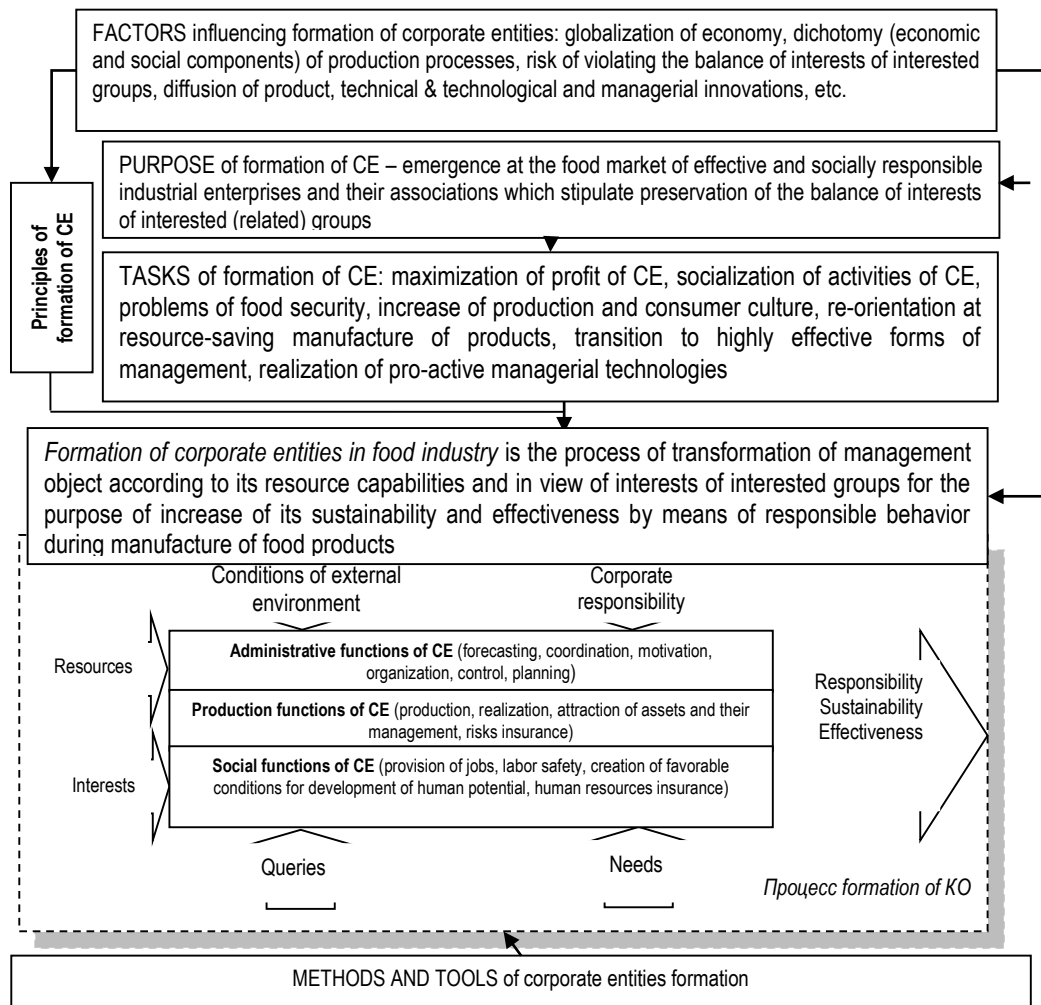 FACTORS influencing formation of corporate entities: globalization of economy, dichotomy (economic
and social components) of production processes, risk of violating the balance of interests of interested
groups, diffusion of product, technical & technological and managerial innovations, etc.
PURPOSE of formation of CE – emergence at the food market of effective and socially responsible
industrial enterprises and their associations which stipulate preservation of the balance of interests
of interested (related) groups
Principles of
formation of CE
TASKS of formation of CE: maximization of profit of CE, socialization of activities of CE,
problems of food security, increase of production and consumer culture, re-orientation at
resource-saving manufacture of products, transition to highly effective forms of
management, realization of pro-active managerial technologies
Formation of corporate entities in food industry is the process of transformation of management
object according to its resource capabilities and in view of interests of interested groups for the
purpose of increase of its sustainability and effectiveness by means of responsible behavior
during manufacture of food products
Conditions of external
environment
Corporate
responsibility
Resources
Interests
Administrative functions of CE (forecasting, coordination, motivation,
organization, control, planning)
Production functions of CE (production, realization, attraction of assets and their
management, risks insurance)
Social functions of CE (provision of jobs, labor safety, creation of favorable
conditions for development of human potential, human resources insurance)
Responsibility
Sustainability
Effectiveness
Queries
Needs
Процесс formation of КО
METHODS AND TOOLS of corporate entities formation